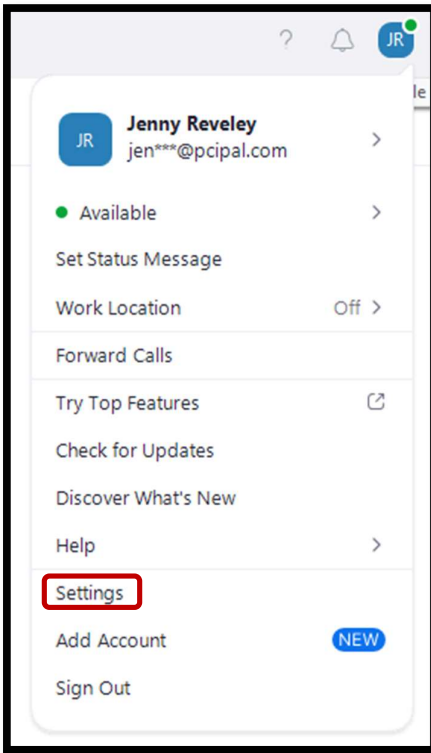 ?
JR
le
JR
Jenny Reveley
jen***@pcipal.com
Available
Set Status Message
Work Location Off
Forward Calls
Try Top Features
Check for Updates
Discover What's New
Help
Settings
Add Account NEW
Sign Out